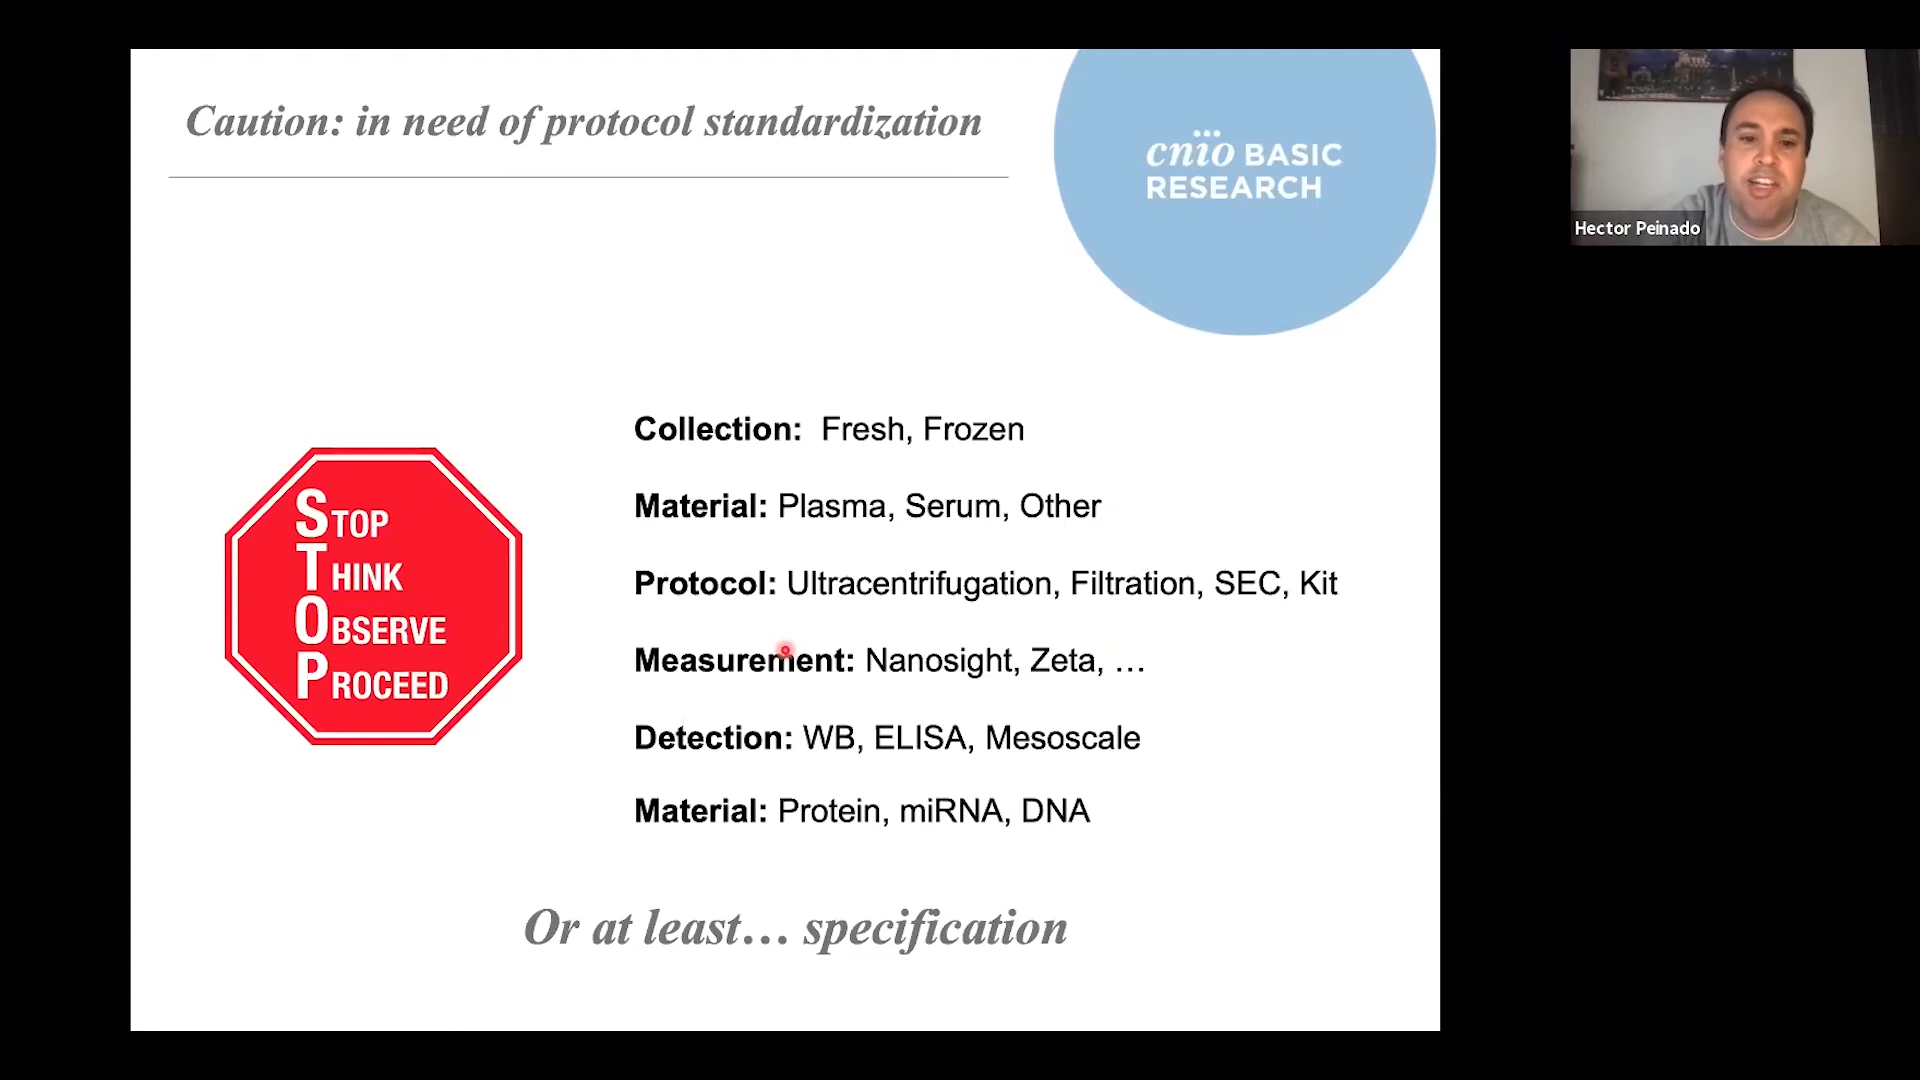 Caution: in need of protocol standardization
cnio BASIC
RESEARCH
Hector Peinado
STOP
THINK
OBSERVE
PROCEED
Collection: Fresh, Frozen
Material: Plasma, Serum, Other
Protocol: Ultracentrifugation, Filtration, SEC, Kit
Measurement: Nanosight, Zeta, …
Detection: WB, ELISA, Mesoscale
Material: Protein, miRNA, DNA
Or at least… specification